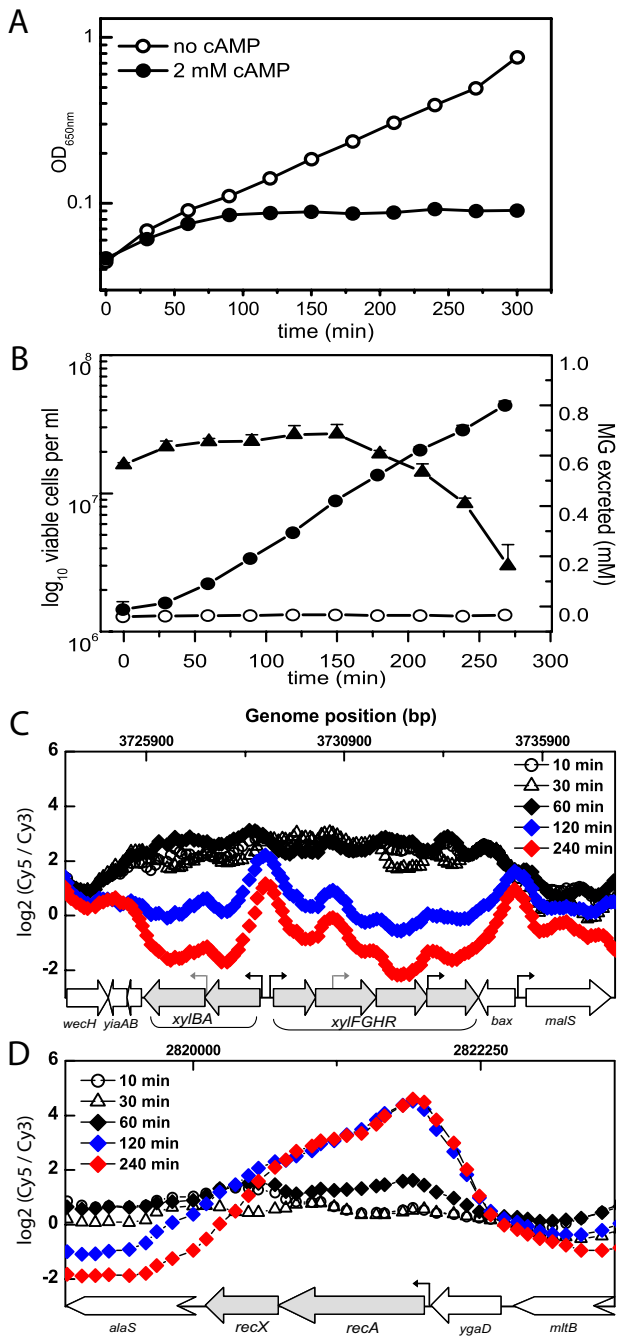 A
no cAMP
2 mM cAMP
OD650nm
1
0.1
0 50 100 150 200 250 300
time (min)
B
log10 viable cells per ml
10^8
10^7
10^6
MG excreted (mM)
1.0
0.8
0.6
0.4
0.2
0.0
0 50 100 150 200 250 300
time (min)
C
Genome position (bp)
3725900 3730900 3735900
log2 (Cy5 / Cy3)
6
4
2
0
-2
10 min
30 min
60 min
120 min
240 min
wecH yiaAB xylBA xylFGHR bax malS
D
2820000 2822250
log2 (Cy5 / Cy3)
6
4
2
0
-2
10 min
30 min
60 min
120 min
240 min
alaS recX recA ygaD mltB